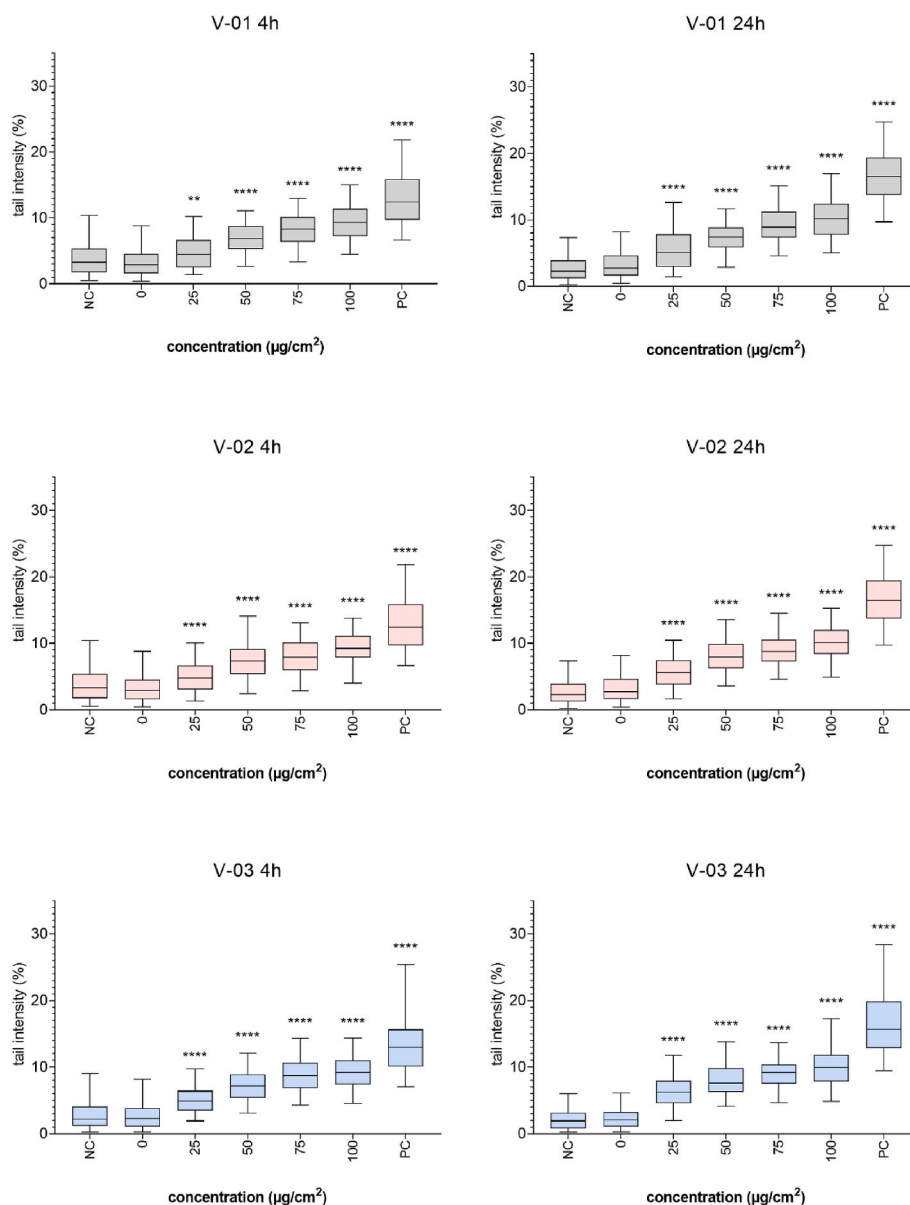 V-01 4h
tail intensity (%)
30
20
10
0
**
****
****
****
****
NC
0
25
50
75
100
PC
concentration (µg/cm²)
V-01 24h
tail intensity (%)
30
20
10
0
****
****
****
****
****
NC
0
25
50
75
100
PC
concentration (µg/cm²)
V-02 4h
tail intensity (%)
30
20
10
0
****
****
****
****
****
NC
0
25
50
75
100
PC
concentration (µg/cm²)
V-02 24h
tail intensity (%)
30
20
10
0
****
****
****
****
****
NC
0
25
50
75
100
PC
concentration (µg/cm²)
V-03 4h
tail intensity (%)
30
20
10
0
****
****
****
****
****
NC
0
25
50
75
100
PC
concentration (µg/cm²)
V-03 24h
tail intensity (%)
30
20
10
0
****
****
****
****
****
NC
0
25
50
75
100
PC
concentration (µg/cm²)